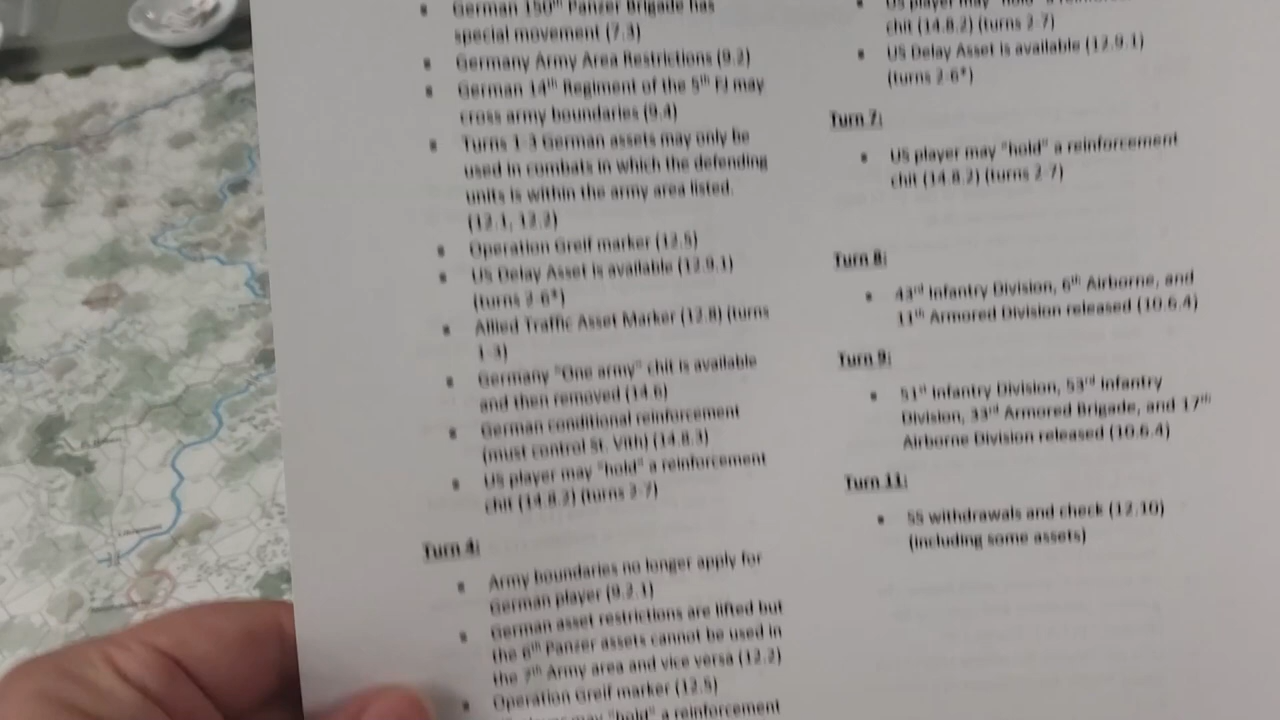 German 150th Panzer Brigade has
special movement (7.3)
Germany Army Area Restrictions (9.2)
German 14th Regiment of the 5th FJ may
cross army boundaries (9.4)
Turns 1-3 German assets may only be
used in combats in which the defending
units is within the army area listed.
(12.1, 12.2)
Operation Greif marker (12.5)
US Delay Asset is available (12.9.1)
(turns 2-6*)
Allied Traffic Asset Marker (12.8) (turns
1-3)
Germany "One army" chit is available
and then removed (14.6)
German conditional reinforcement
(must control St. Vith) (14.8.3)
US player may "hold" a reinforcement
chit (14.8.2) (turns 2-7)
Turn 4:
Army boundaries no longer apply for
German player (9.2.1)
German asset restrictions are lifted but
the 6th Panzer assets cannot be used in
the 7th Army area and vice versa (12.2)
Operation Greif marker (12.5)
player may "hold" a reinforcement
US player may "hold" a
chit (14.8.2) (turns 2-7)
US Delay Asset is available (12.9.1)
(turns 2-6*)
Turn 7:
US player may "hold" a reinforcement
chit (14.8.2) (turns 2-7)
Turn 8:
43rd Infantry Division, 6th Airborne, and
11th Armored Division released (10.6.4)
Turn 9:
51st Infantry Division, 53rd Infantry
Division, 33rd Armored Brigade, and 17th
Airborne Division released (10.6.4)
Turn 11:
SS withdrawals and check (12.10)
(including some assets)